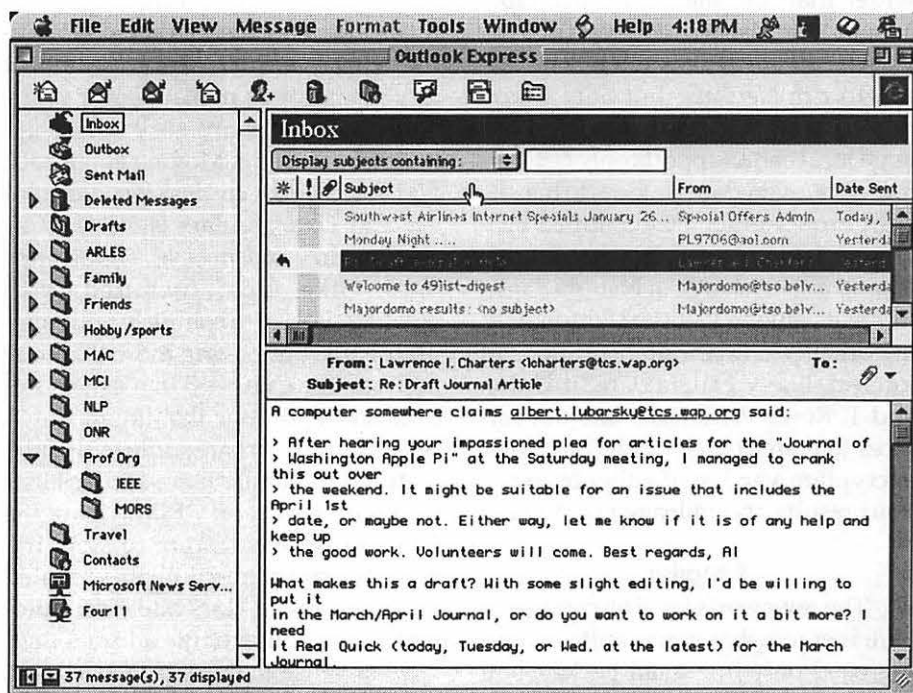 File Edit View Message Format Tools Window Help 4:18 PM
Outlook Express
Inbox
Outbox
Sent Mail
Deleted Messages
Drafts
ARLES
Family
Friends
Hobby/sports
MAC
MCI
NLP
ONR
Prof Org
IEEE
MORS
Travel
Contacts
Microsoft News Serv...
Four11
Inbox
Display subjects containing:
! Subject From Date Sent
Southwest Airlines Internet Specials January 26... Special Offers Admin Today, 1
Monday Night ..... PL9706@aol.com Yesterda
Welcome to 491ist-digest Majordomo@tso.belv... Yesterda
Majordomo results: <no subject> Majordomo@tso.belv... Yesterda
From: Lawrence I. Charters <lcharters@tcs.wap.org> To:
Subject: Re: Draft Journal Article
A computer somewhere claims albert.lubarsky@tcs.wap.org said:
> After hearing your impassioned plea for articles for the "Journal of
> Washington Apple Pi" at the Saturday meeting, I managed to crank
this out over
> the weekend. It might be suitable for an issue that includes the
April 1st
> date, or maybe not. Either way, let me know if it is of any help and
keep up
> the good work. Volunteers will come. Best regards, Al
What makes this a draft? With some slight editing, I'd be willing to
put it
in the March/April Journal, or do you want to work on it a bit more? I
need
it Real Quick (today, Tuesday, or Wed. at the latest) for the March
Journal.
37 message(s), 37 displayed